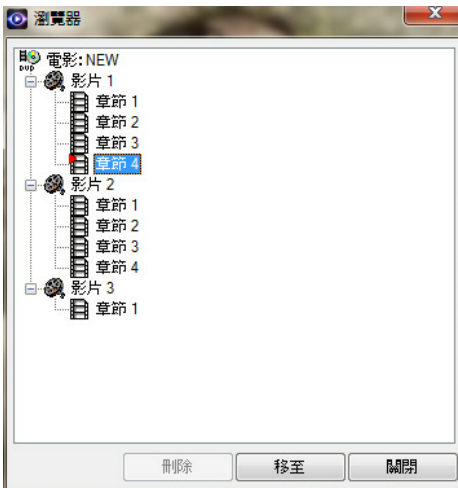 瀏覽器
DVD
電影: NEW
影片 1
章節 1
章節 2
章節 3
章節 4
影片 2
章節 1
章節 2
章節 3
章節 4
影片 3
章節 1
刪除 移至 關閉